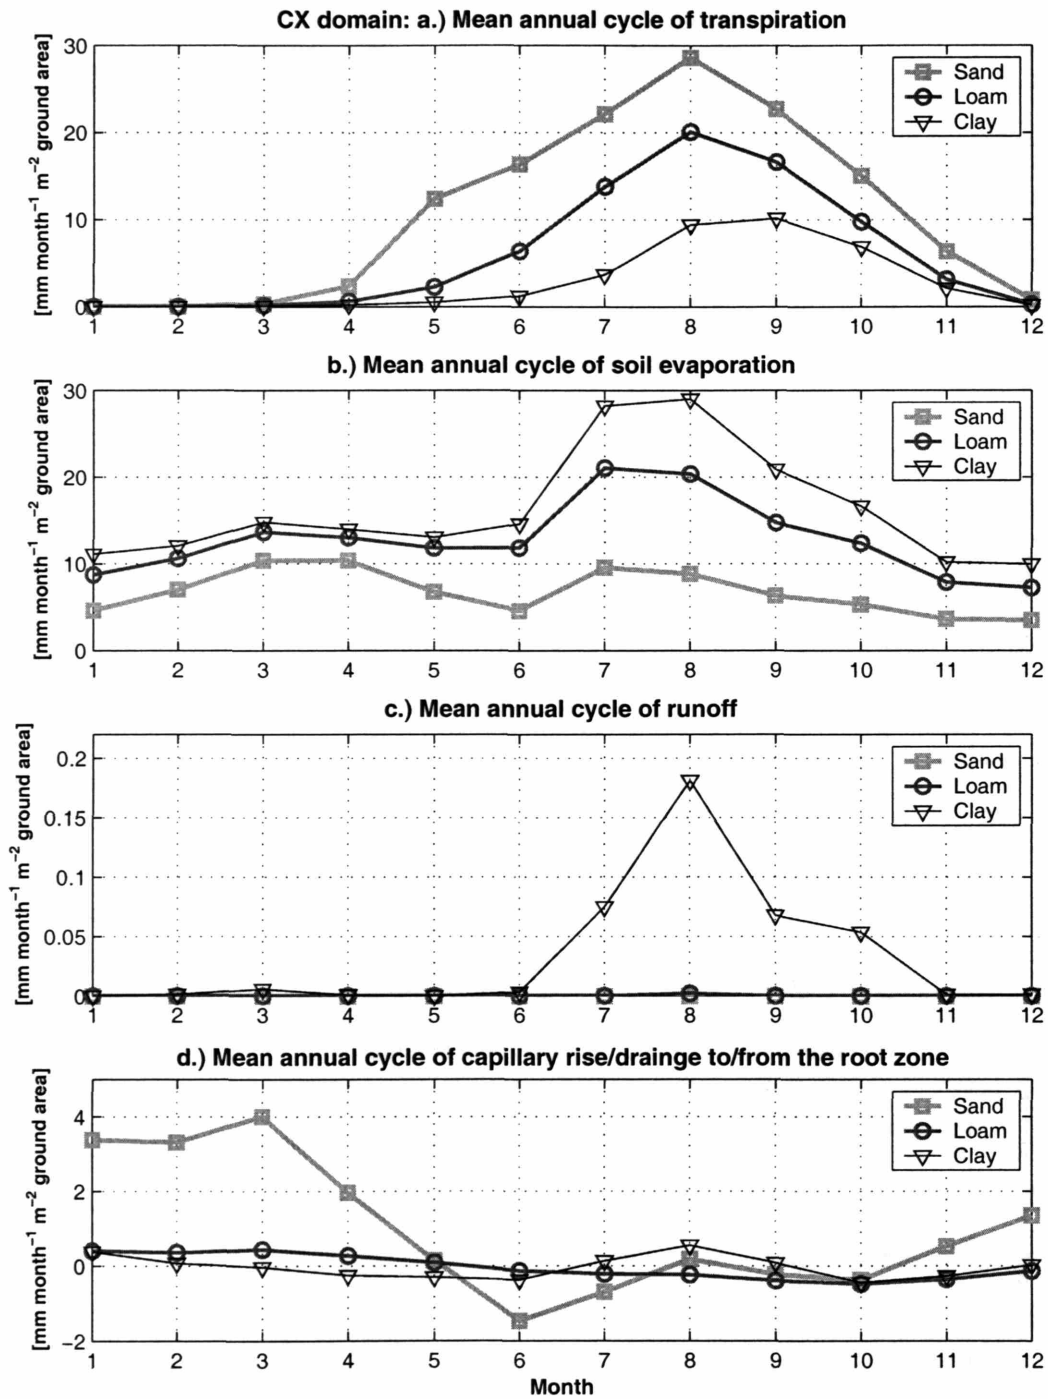 CX domain: a.) Mean annual cycle of transpiration
[mm month⁻¹ m⁻² ground area]
30
20
10
0
Sand
Loam
Clay
1 2 3 4 5 6 7 8 9 10 11 12
b.) Mean annual cycle of soil evaporation
[mm month⁻¹ m⁻² ground area]
30
20
10
0
Sand
Loam
Clay
1 2 3 4 5 6 7 8 9 10 11 12
c.) Mean annual cycle of runoff
[mm month⁻¹ m⁻² ground area]
0.2
0.15
0.1
0.05
0
Sand
Loam
Clay
1 2 3 4 5 6 7 8 9 10 11 12
d.) Mean annual cycle of capillary rise/drainge to/from the root zone
[mm month⁻¹ m⁻² ground area]
4
2
0
−2
Sand
Loam
Clay
1 2 3 4 5 6 7 8 9 10 11 12
Month